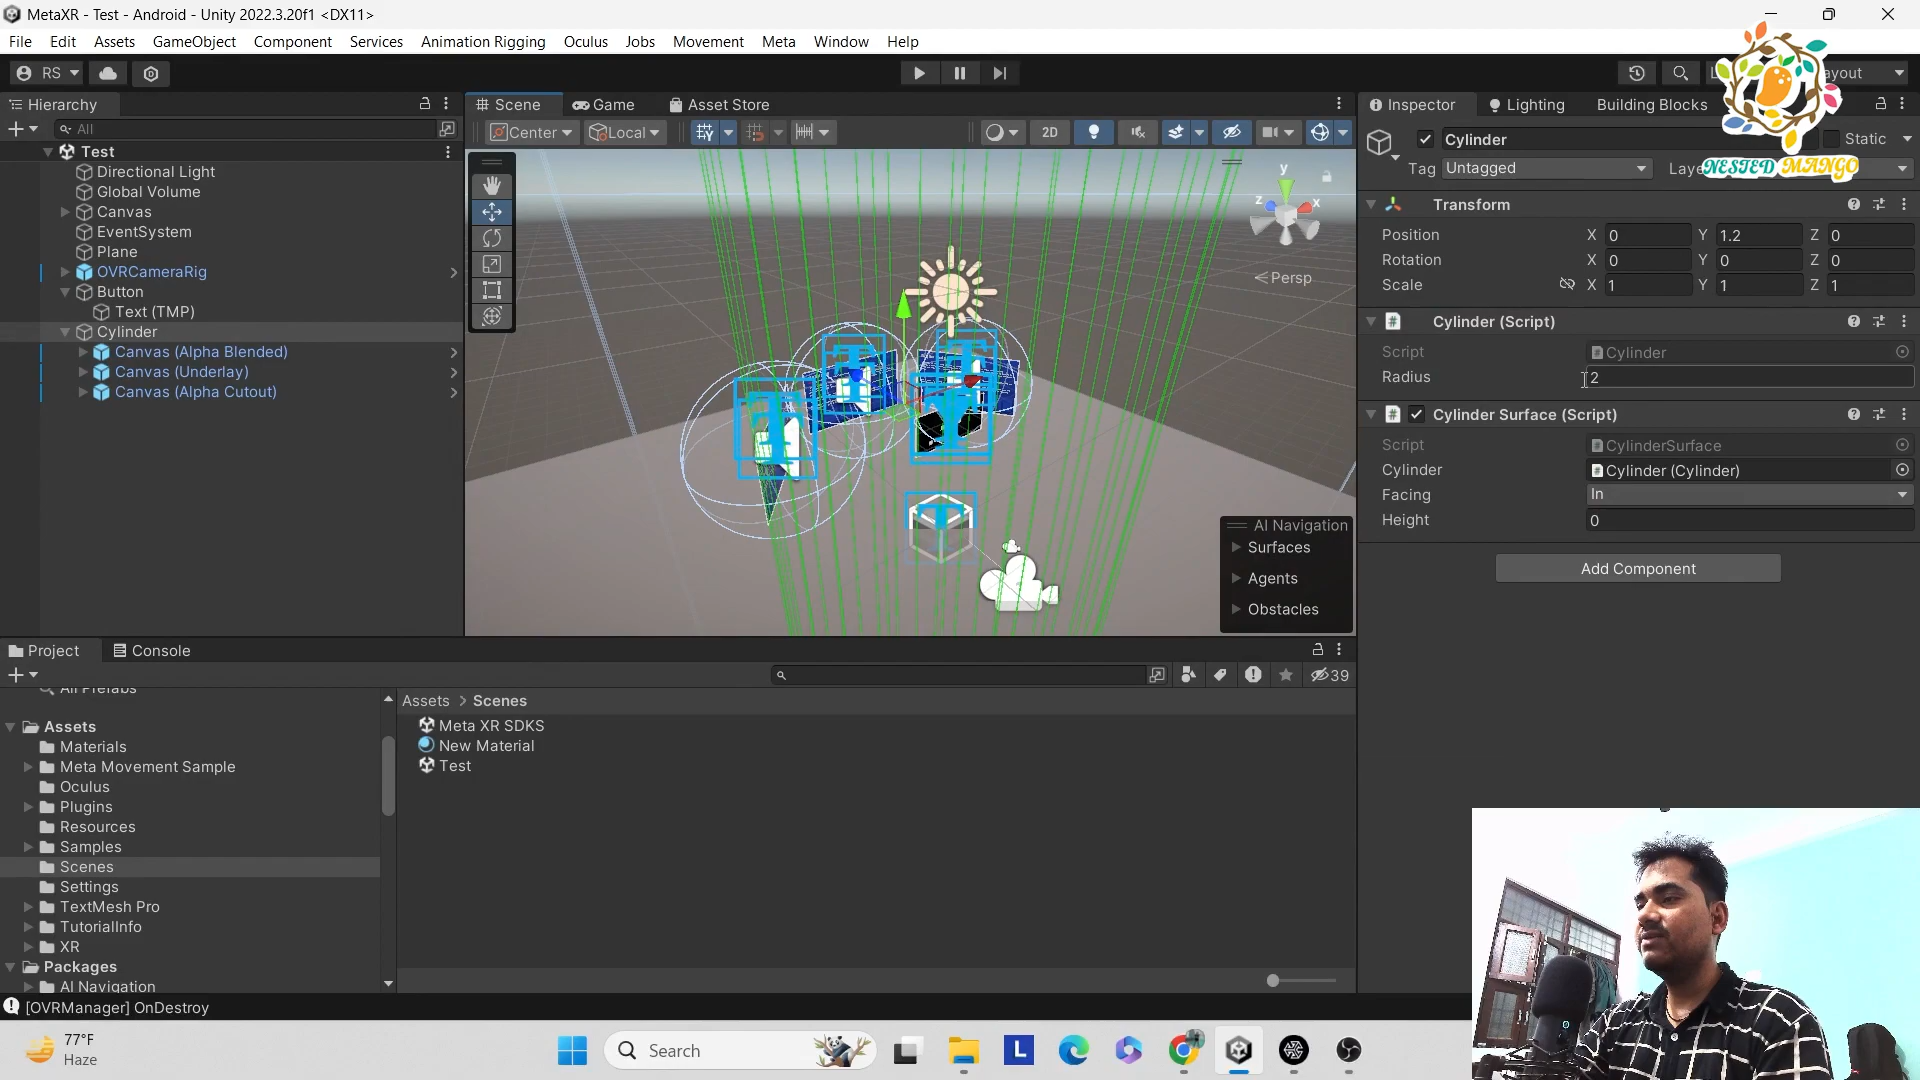 MetaXR - Test - Android - Unity 2022.3.20f1 <DX11>
File Edit Assets GameObject Component Services Animation Rigging Oculus Jobs Movement Meta Window Help
RS
ayout
NESTED MANGO
Hierarchy
All
Test
Directional Light
Global Volume
Canvas
EventSystem
Plane
OVRCameraRig
Button
Text (TMP)
Cylinder
Canvas (Alpha Blended)
Canvas (Underlay)
Canvas (Alpha Cutout)
Scene Game Asset Store
Center Local 2D
y
z x
Persp
AI Navigation
Surfaces
Agents
Obstacles
Inspector Lighting Building Blocks
Cylinder Static
Tag Untagged Laye
Transform
Position X 0 Y 1.2 Z 0
Rotation X 0 Y 0 Z 0
Scale X 1 Y 1 Z 1
Cylinder (Script)
Script Cylinder
Radius 2
Cylinder Surface (Script)
Script CylinderSurface
Cylinder Cylinder (Cylinder)
Facing In
Height 0
Add Component
Project Console
39
All Prefabs
Assets
Materials
Meta Movement Sample
Oculus
Plugins
Resources
Samples
Scenes
Settings
TextMesh Pro
TutorialInfo
XR
Packages
AI Navigation
Assets > Scenes
Meta XR SDKS
New Material
Test
[OVRManager] OnDestroy
77°F
Haze
Search
L